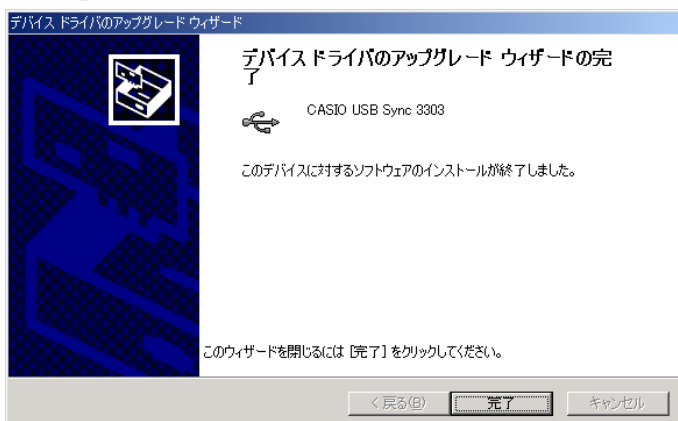 デバイス ドライバのアップグレード ウィザード
デバイス ドライバのアップグレード ウィザードの完
了
CASIO USB Sync 3303
このデバイスに対するソフトウェアのインストールが終了しました。
このウィザードを閉じるには [完了] をクリックしてください。
< 戻る(B)
完了
キャンセル